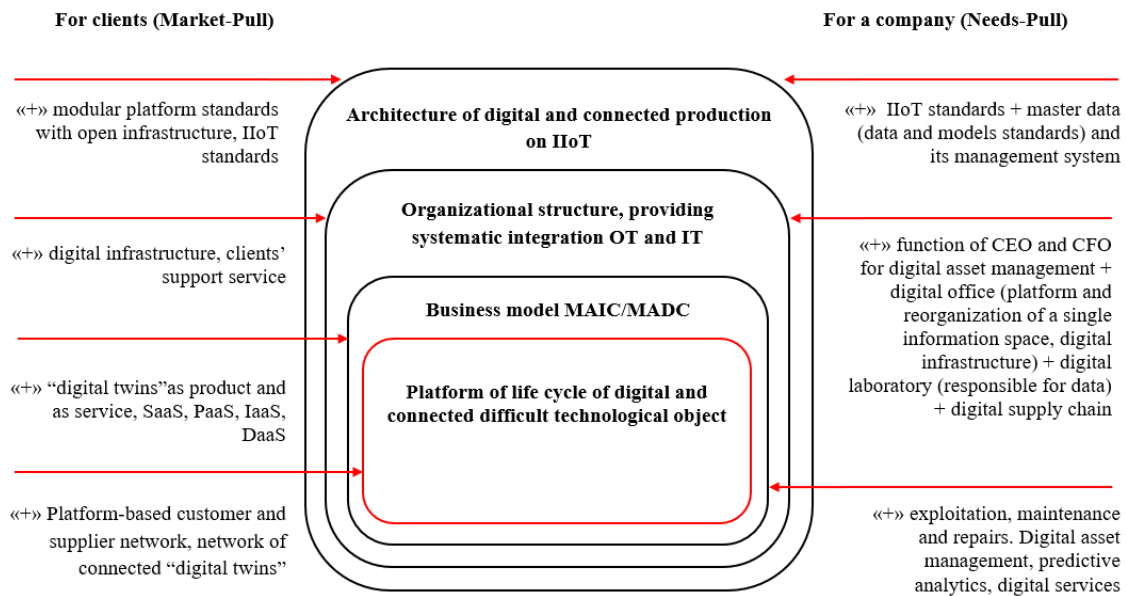 For clients (Market-Pull)
For a company (Needs-Pull)
«+» modular platform standards
with open infrastructure, IIoT
standards
«+» digital infrastructure, clients’
support service
«+» “digital twins”as product and
as service, SaaS, PaaS, IaaS,
DaaS
«+» Platform-based customer and
supplier network, network of
connected “digital twins”
Architecture of digital and connected production
on IIoT
Organizational structure, providing
systematic integration OT and IT
Business model MAIC/MADC
Platform of life cycle of digital and
connected difficult technological object
«+» IIoT standards + master data
(data and models standards) and
its management system
«+» function of CEO and CFO
for digital asset management +
digital office (platform and
reorganization of a single
information space, digital
infrastructure) + digital
laboratory (responsible for data)
+ digital supply chain
«+» exploitation, maintenance
and repairs. Digital asset
management, predictive
analytics, digital services